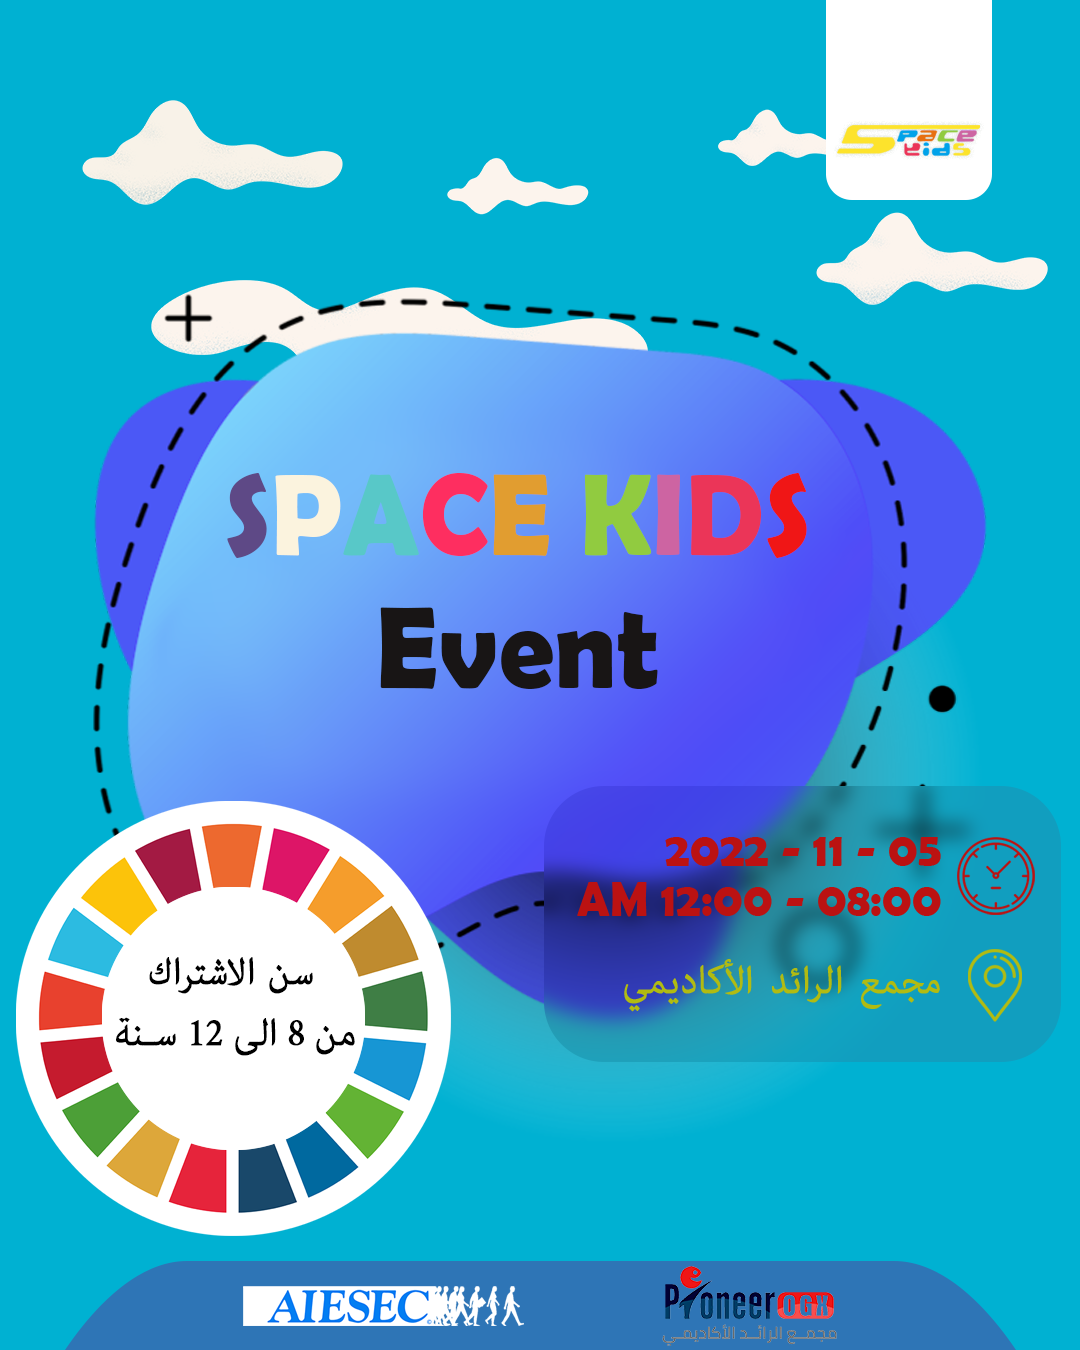 SPACE
KIDS
SPACE KIDS
Event
2022 - 11 - 05
AM 12:00 - 08:00
مجمع الرائد الأكاديمي
سن الاشتراك
من 8 الى 12 سنة
AIESEC
Pioneer OGX
مجمع الرائد الأكاديمي